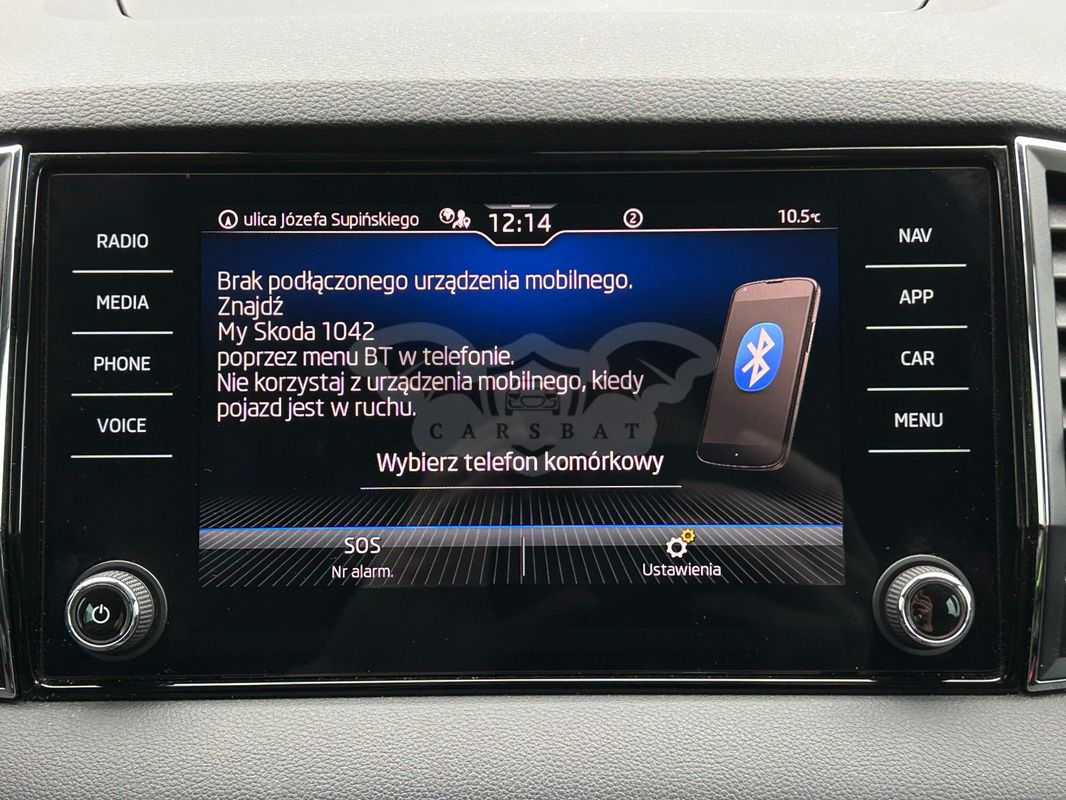 ulica Józefa Supińskiego
12:14
2
10.5°C
RADIO
MEDIA
PHONE
VOICE
Brak podłączonego urządzenia mobilnego.
Znajdź
My Skoda 1042
poprzez menu BT w telefonie.
Nie korzystaj z urządzenia mobilnego, kiedy
pojazd jest w ruchu.
CARSBAT
Wybierz telefon komórkowy
SOS
Nr alarm.
Ustawienia
NAV
APP
CAR
MENU